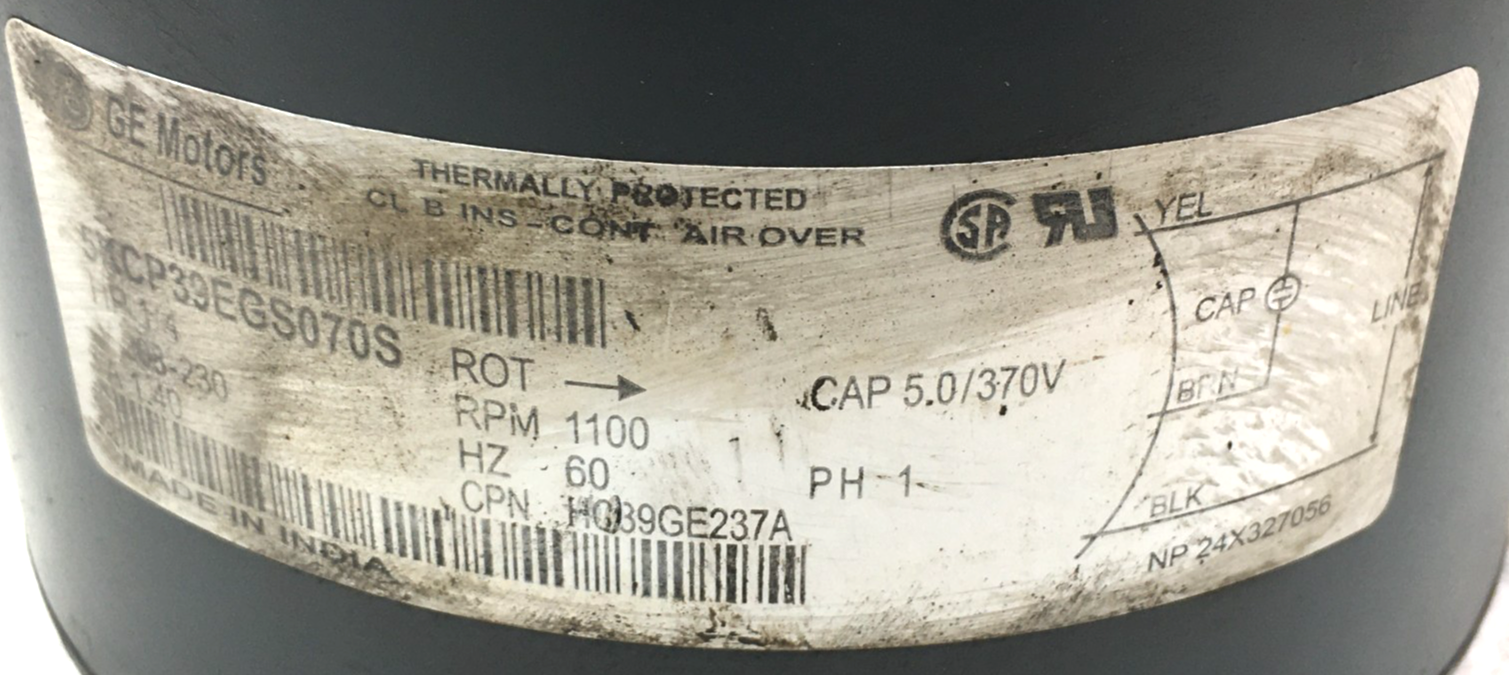 GE Motors
THERMALLY PROTECTED
CL B INS-CONT AIR OVER
5KCP39EGS070S
HP 1/4
208-230
1.40
ROT →
RPM 1100
HZ 60
CPN HQ39GE237A
MADE IN INDIA
CAP 5.0/370V
PH 1
YEL
CAP
LINE
BRN
BLK
NP 24X327056